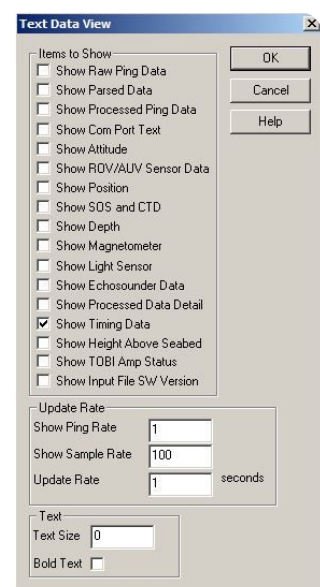 Text Data View
Items to Show
Show Raw Ping Data
Show Parsed Data
Show Processed Ping Data
Show Com Port Text
Show Attitude
Show ROV/AUV Sensor Data
Show Position
Show SOS and CTD
Show Depth
Show Magnetometer
Show Light Sensor
Show Echosounder Data
Show Processed Data Detail
Show Timing Data
Show Height Above Seabed
Show TOBI Amp Status
Show Input File SW Version
OK
Cancel
Help
Update Rate
Show Ping Rate 1
Show Sample Rate 100
Update Rate 1 seconds
Text
Text Size 0
Bold Text